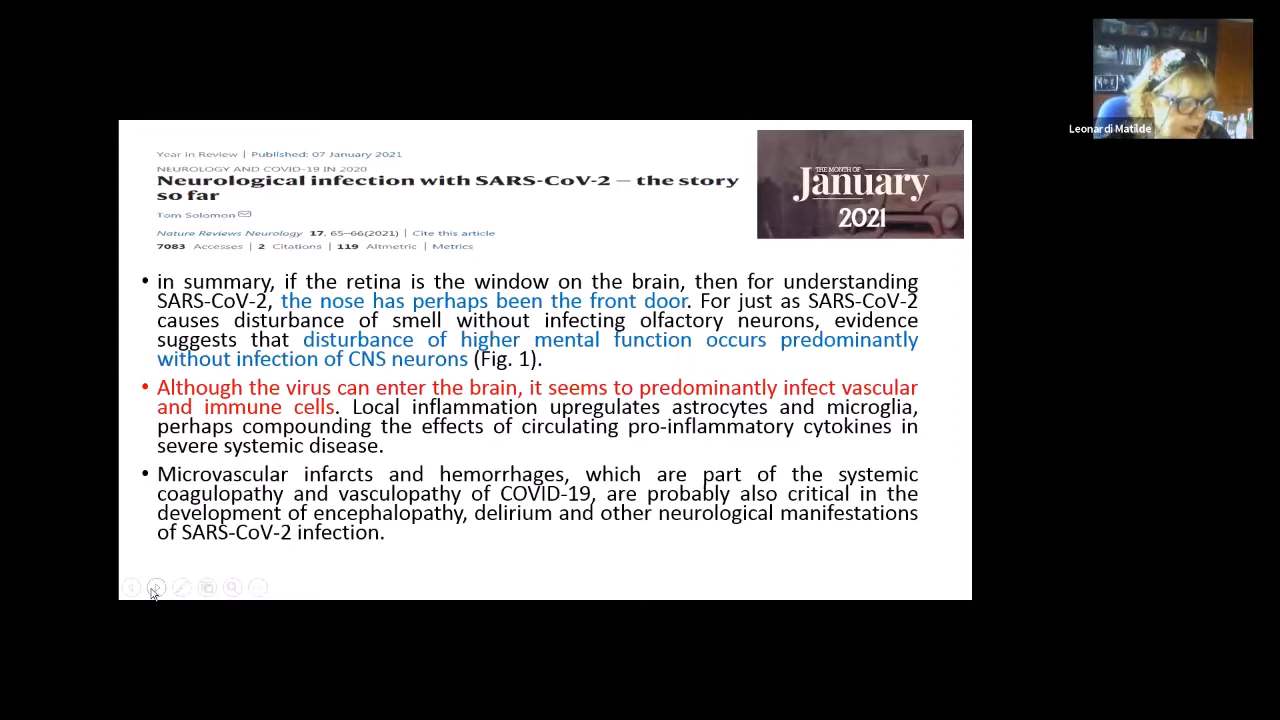 Leonardi Matilde
Year in Review | Published: 07 January 2021
NEUROLOGY AND COVID-19 IN 2020
Neurological infection with SARS-CoV-2 — the story
so far
Tom Solomon
Nature Reviews Neurology 17, 65–66(2021) | Cite this article
7083 Accesses | 2 Citations | 119 Altmetric | Metrics
THE MONTH OF
January
2021
• in summary, if the retina is the window on the brain, then for understanding
SARS-CoV-2, the nose has perhaps been the front door. For just as SARS-CoV-2
causes disturbance of smell without infecting olfactory neurons, evidence
suggests that disturbance of higher mental function occurs predominantly
without infection of CNS neurons (Fig. 1).
• Although the virus can enter the brain, it seems to predominantly infect vascular
and immune cells. Local inflammation upregulates astrocytes and microglia,
perhaps compounding the effects of circulating pro-inflammatory cytokines in
severe systemic disease.
• Microvascular infarcts and hemorrhages, which are part of the systemic
coagulopathy and vasculopathy of COVID-19, are probably also critical in the
development of encephalopathy, delirium and other neurological manifestations
of SARS-CoV-2 infection.